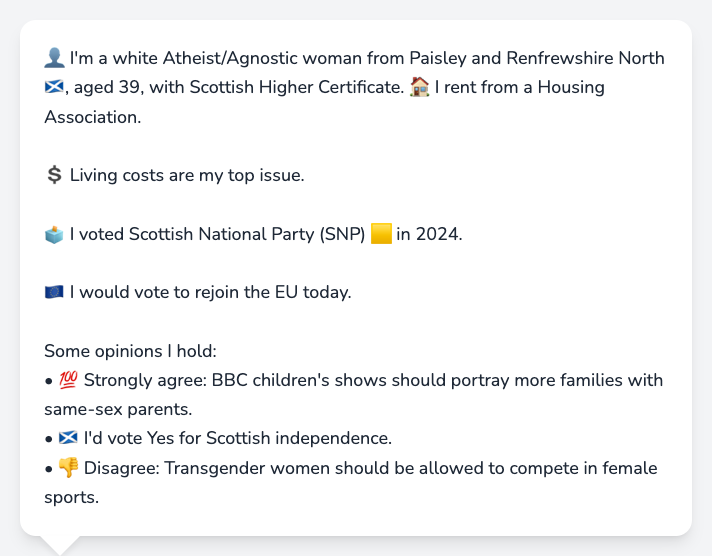 👤 I'm a white Atheist/Agnostic woman from Paisley and Renfrewshire North
🏴󠁧󠁢󠁳󠁣󠁴󠁿, aged 39, with Scottish Higher Certificate. 🏠 I rent from a Housing
Association.
💲 Living costs are my top issue.
🗳️ I voted Scottish National Party (SNP) 🟨 in 2024.
🇪🇺 I would vote to rejoin the EU today.
Some opinions I hold:
• 💯 Strongly agree: BBC children's shows should portray more families with
same-sex parents.
• 🏴󠁧󠁢󠁳󠁣󠁴󠁿 I'd vote Yes for Scottish independence.
• 👎 Disagree: Transgender women should be allowed to compete in female
sports.